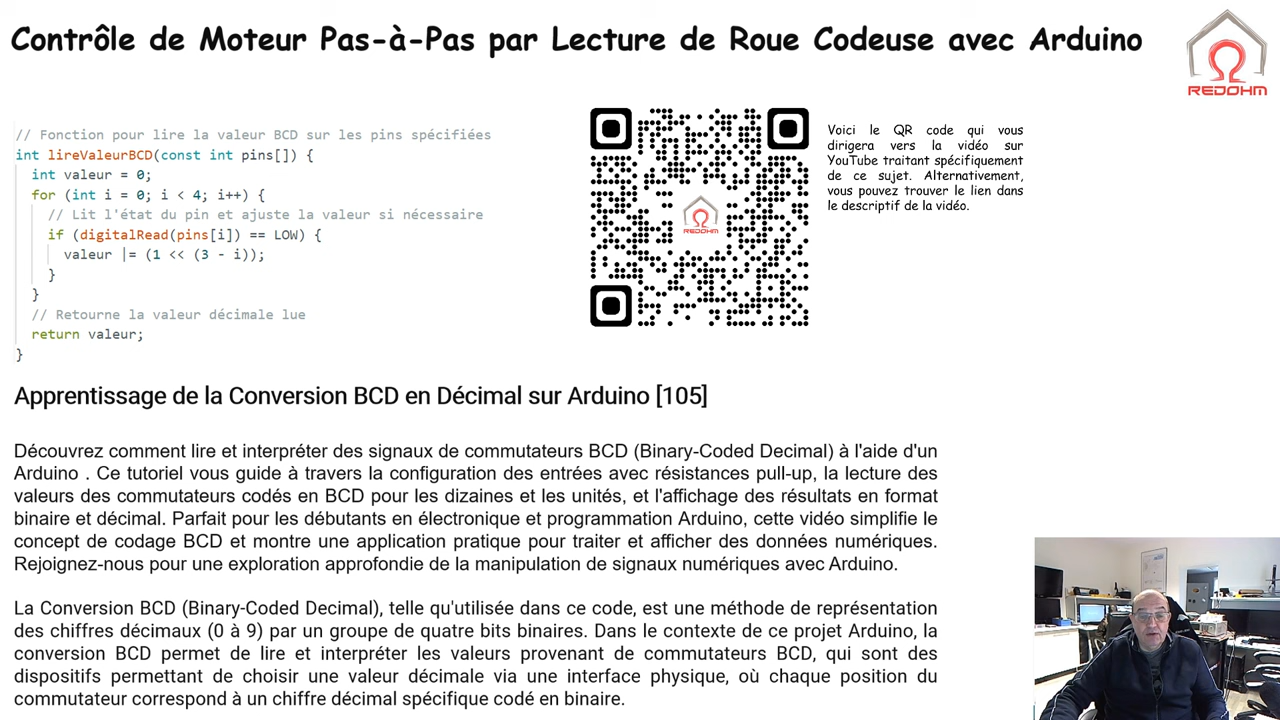 Contrôle de Moteur Pas-à-Pas par Lecture de Roue Codeuse avec Arduino
REDOHM
// Fonction pour lire la valeur BCD sur les pins spécifiées
int lireValeurBCD(const int pins[]) {
int valeur = 0;
for (int i = 0; i < 4; i++) {
// Lit l'état du pin et ajuste la valeur si nécessaire
if (digitalRead(pins[i]) == LOW) {
valeur |= (1 << (3 - i));
}
}
// Retourne la valeur décimale lue
return valeur;
}
REDOHM
Voici le QR code qui vous
dirigera vers la vidéo sur
YouTube traitant spécifiquement
de ce sujet. Alternativement,
vous pouvez trouver le lien dans
le descriptif de la vidéo.
Apprentissage de la Conversion BCD en Décimal sur Arduino [105]
Découvrez comment lire et interpréter des signaux de commutateurs BCD (Binary-Coded Decimal) à l'aide d'un
Arduino . Ce tutoriel vous guide à travers la configuration des entrées avec résistances pull-up, la lecture des
valeurs des commutateurs codés en BCD pour les dizaines et les unités, et l'affichage des résultats en format
binaire et décimal. Parfait pour les débutants en électronique et programmation Arduino, cette vidéo simplifie le
concept de codage BCD et montre une application pratique pour traiter et afficher des données numériques.
Rejoignez-nous pour une exploration approfondie de la manipulation de signaux numériques avec Arduino.
La Conversion BCD (Binary-Coded Decimal), telle qu'utilisée dans ce code, est une méthode de représentation
des chiffres décimaux (0 à 9) par un groupe de quatre bits binaires. Dans le contexte de ce projet Arduino, la
conversion BCD permet de lire et interpréter les valeurs provenant de commutateurs BCD, qui sont des
dispositifs permettant de choisir une valeur décimale via une interface physique, où chaque position du
commutateur correspond à un chiffre décimal spécifique codé en binaire.